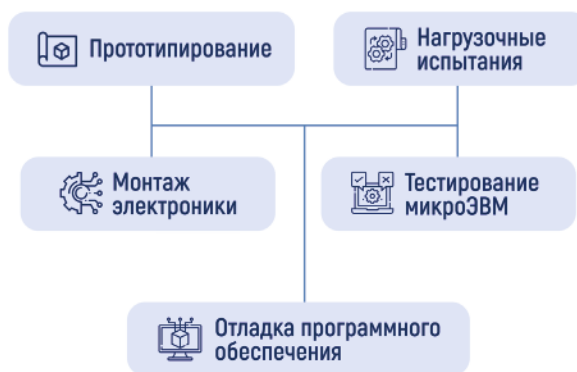 Прототипирование
Нагрузочные
испытания
Монтаж
электроники
Тестирование
микроЭВМ
Отладка программного
обеспечения